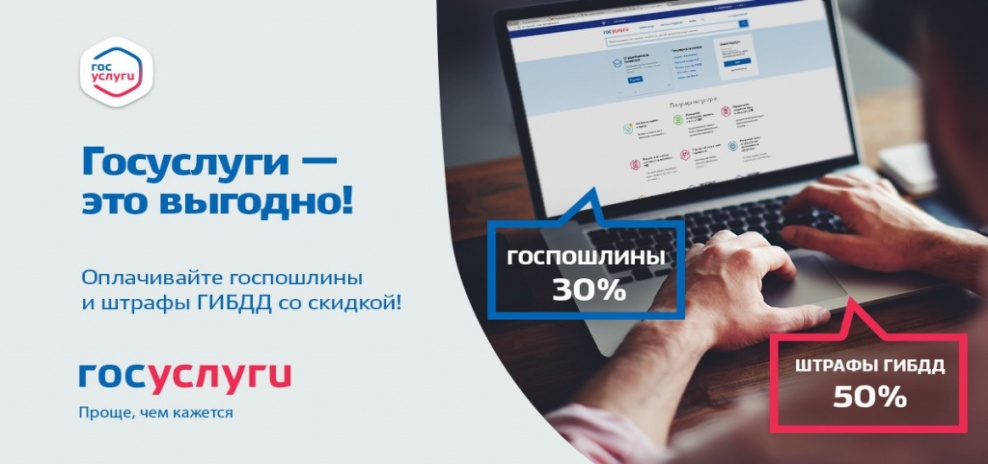 гос
услуги
Госуслуги —
это выгодно!
Оплачивайте госпошлины
и штрафы ГИБДД со скидкой!
госуслуги
Проще, чем кажется
госуслуги
ГОСПОШЛИНЫ
30%
ШТРАФЫ ГИБДД
50%